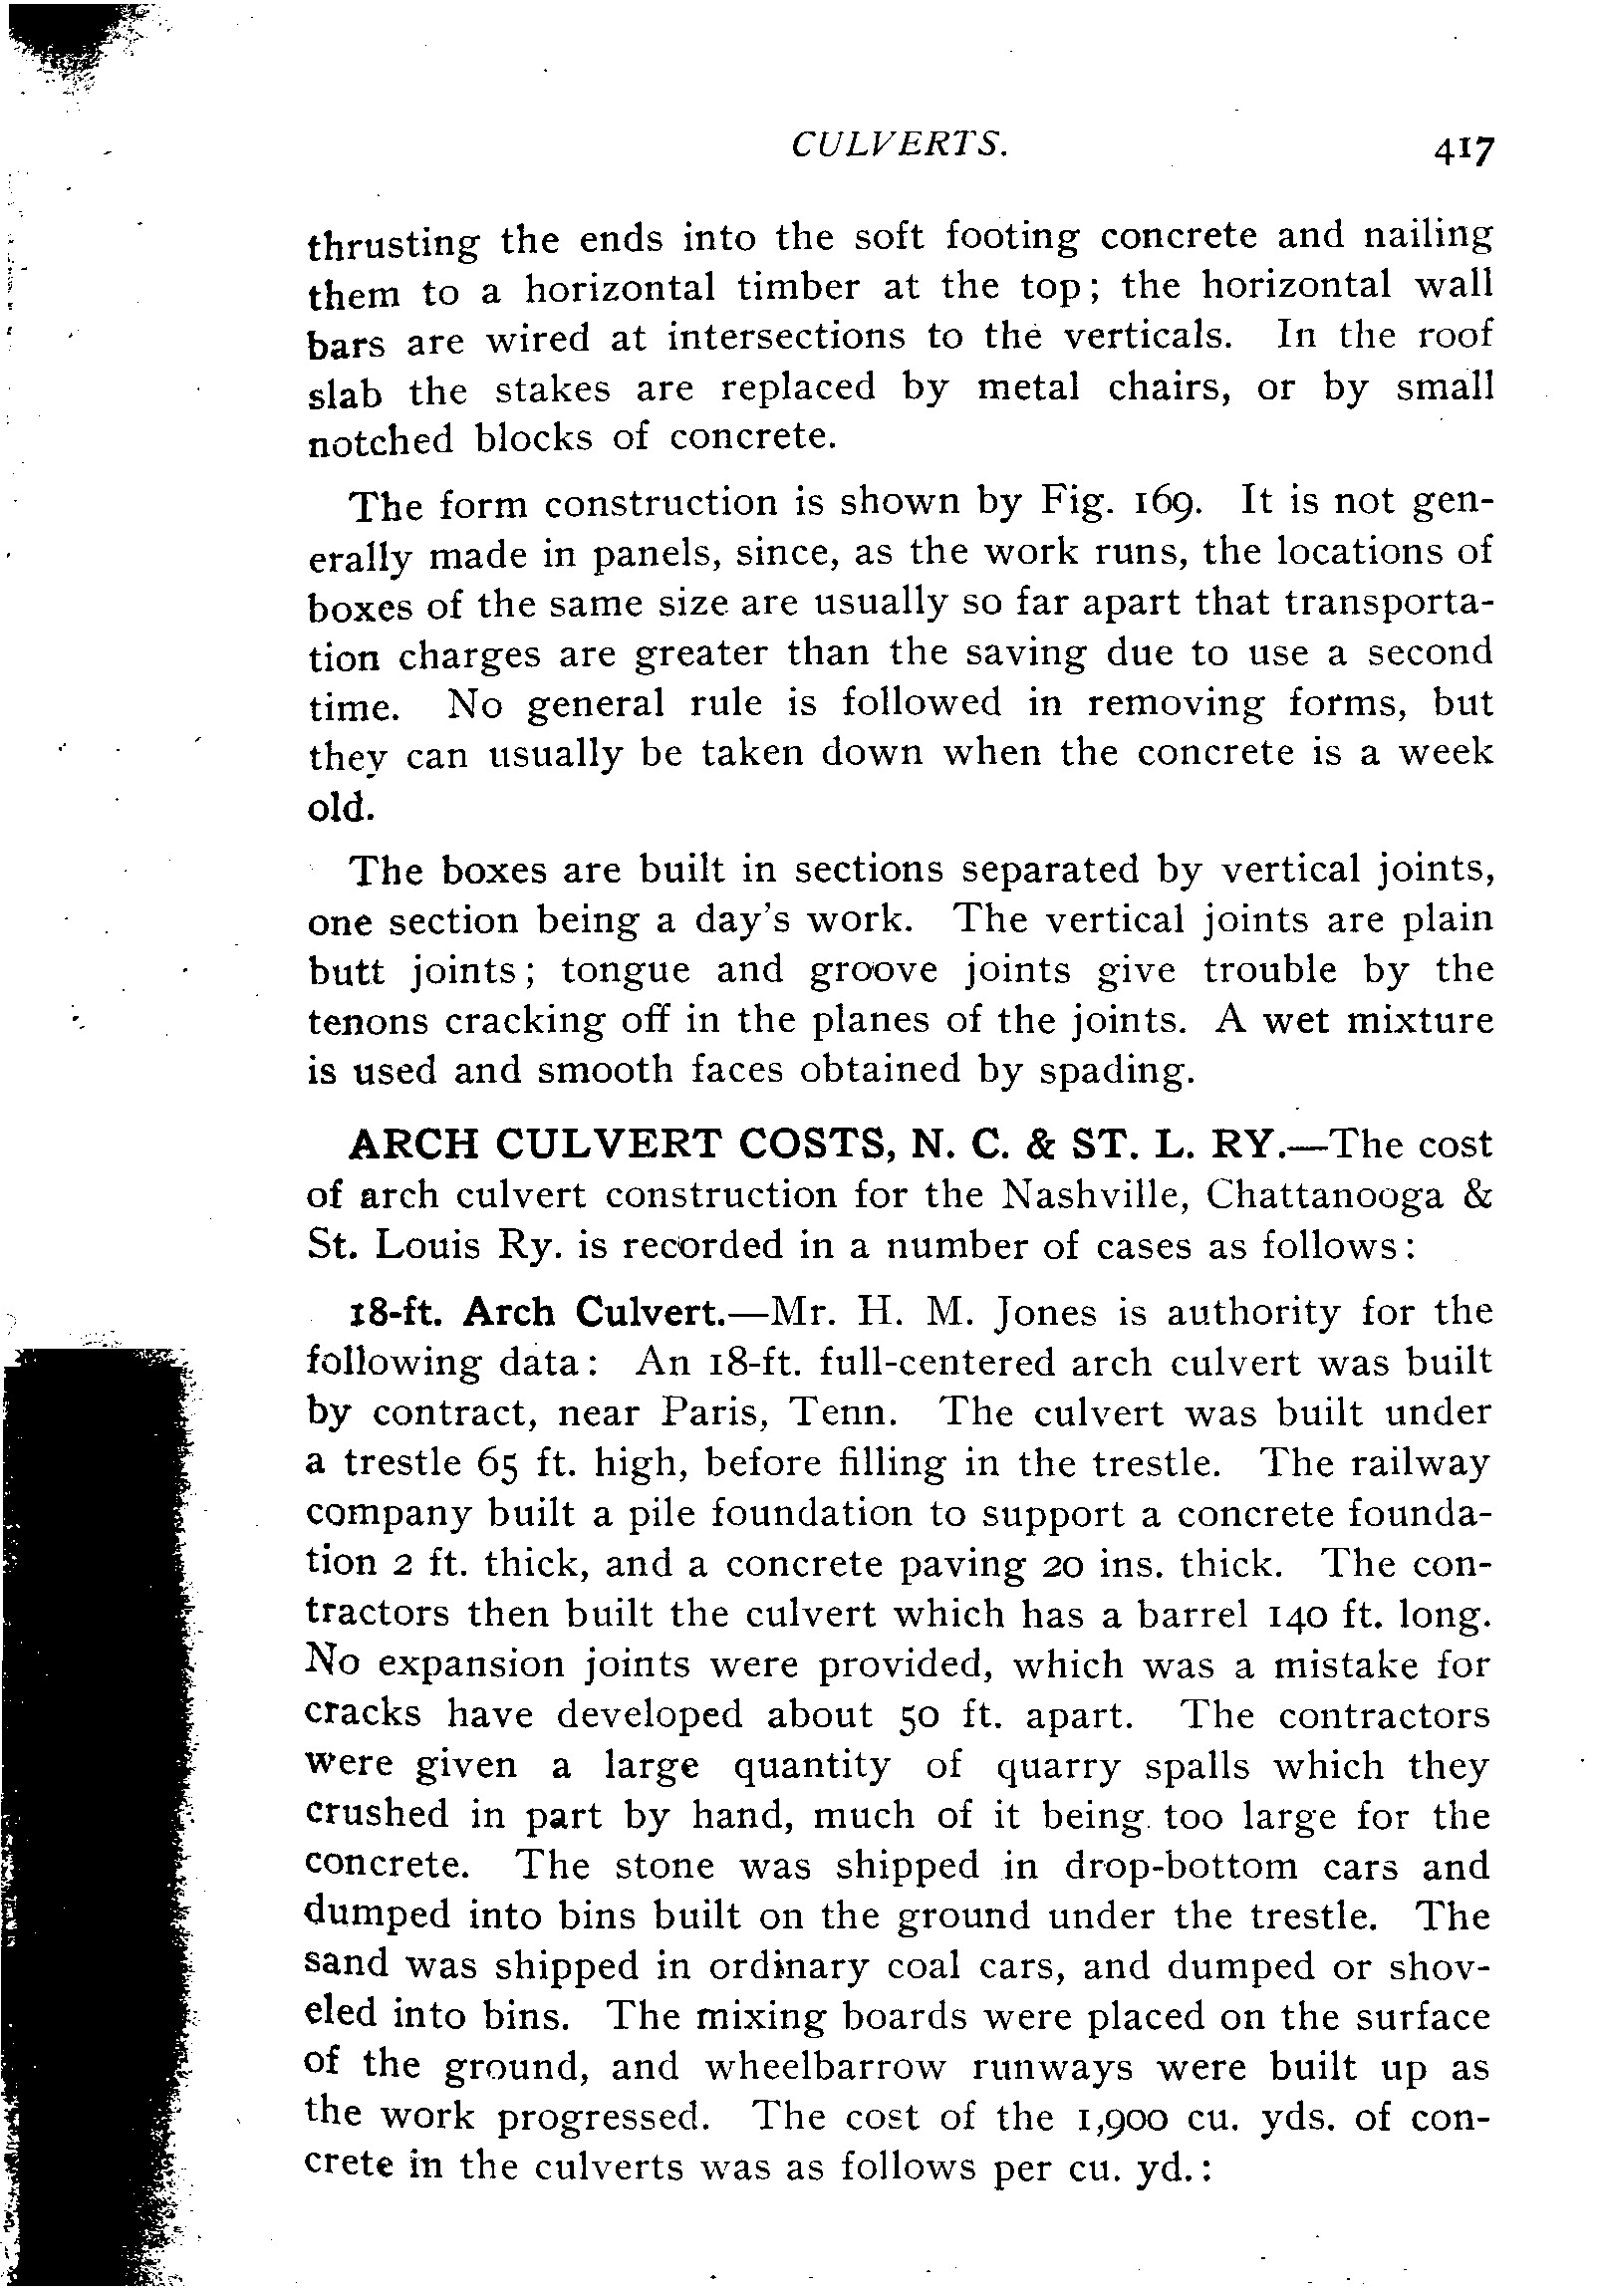 CULVERTS. 417
thrusting the ends into the soft footing concrete and nailing
them to a horizontal timber at the top; the horizontal wall
bars are wired at intersections to the verticals. In the roof
slab the stakes are replaced by metal chairs, or by small
notched blocks of concrete.
The form construction is shown by Fig. 169. It is not gen-
erally made in panels, since, as the work runs, the locations of
boxes of the same size are usually so far apart that transporta-
tion charges are greater than the saving due to use a second
time. No general rule is followed in removing forms, but
they can usually be taken down when the concrete is a week
old.
The boxes are built in sections separated by vertical joints,
one section being a day's work. The vertical joints are plain
butt joints; tongue and groove joints give trouble by the
tenons cracking off in the planes of the joints. A wet mixture
is used and smooth faces obtained by spading.
ARCH CULVERT COSTS, N. C. & ST. L. RY.—The cost
of arch culvert construction for the Nashville, Chattanooga &
St. Louis Ry. is recorded in a number of cases as follows:
18-ft. Arch Culvert.—Mr. H. M. Jones is authority for the
following data: An 18-ft. full-centered arch culvert was built
by contract, near Paris, Tenn. The culvert was built under
a trestle 65 ft. high, before filling in the trestle. The railway
company built a pile foundation to support a concrete founda-
tion 2 ft. thick, and a concrete paving 20 ins. thick. The con-
tractors then built the culvert which has a barrel 140 ft. long.
No expansion joints were provided, which was a mistake for
cracks have developed about 50 ft. apart. The contractors
were given a large quantity of quarry spalls which they
crushed in part by hand, much of it being too large for the
concrete. The stone was shipped in drop-bottom cars and
dumped into bins built on the ground under the trestle. The
sand was shipped in ordinary coal cars, and dumped or shov-
eled into bins. The mixing boards were placed on the surface
of the ground, and wheelbarrow runways were built up as
the work progressed. The cost of the 1,900 cu. yds. of con-
crete in the culverts was as follows per cu. yd.: